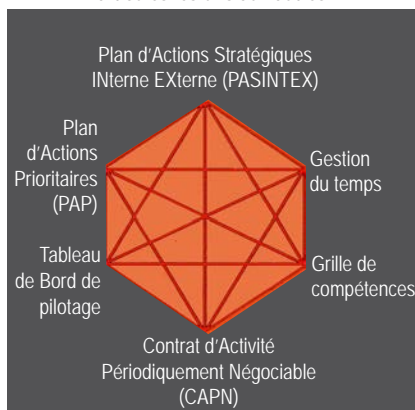 Plan d'Actions Stratégiques
INterne EXterne (PASINTEX)
Plan
d'Actions
Prioritaires
(PAP)
Gestion
du temps
Tableau
de Bord de
pilotage
Grille de
compétences
Contrat d'Activité
Périodiquement Négociable
(CAPN)